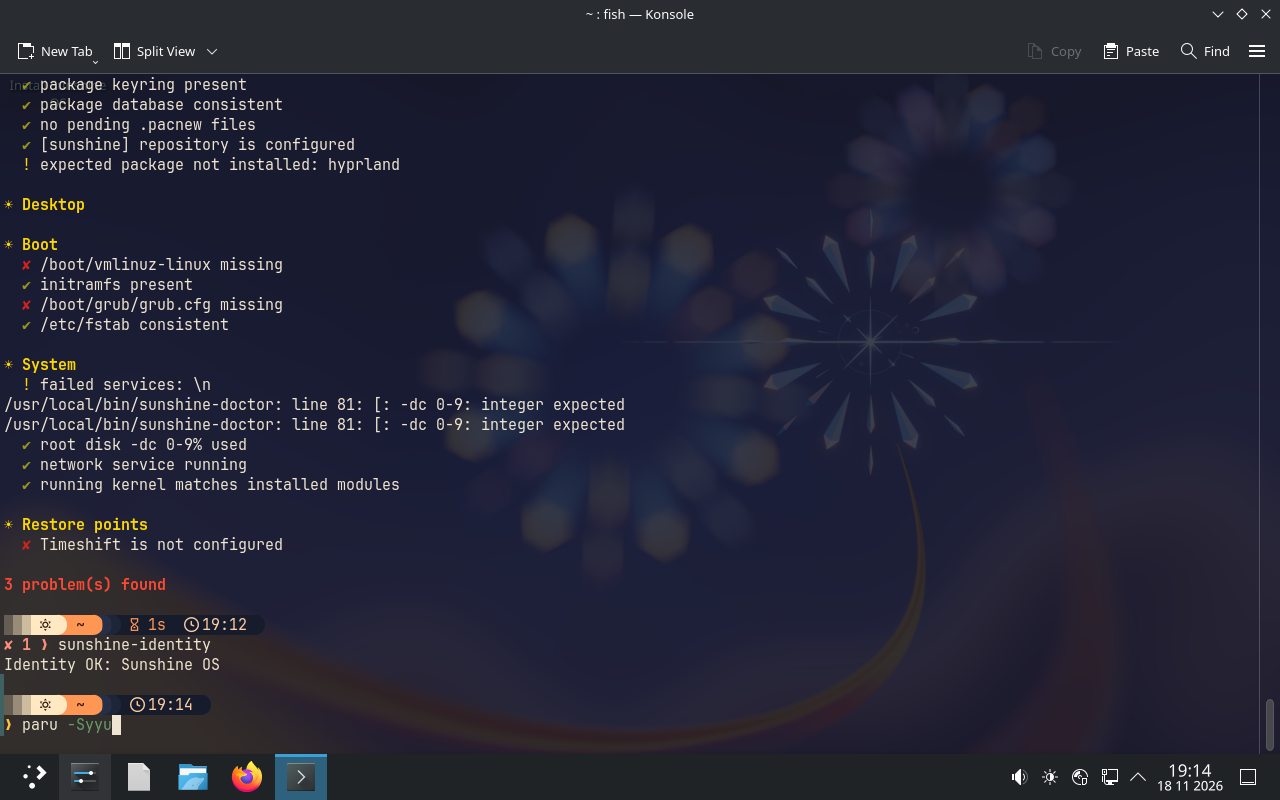 ~ : fish — Konsole
New Tab
Split View
Copy
Paste
Find
✔ package keyring present
✔ package database consistent
✔ no pending .pacnew files
✔ [sunshine] repository is configured
! expected package not installed: hyprland
☀ Desktop
☀ Boot
✘ /boot/vmlinuz-linux missing
✔ initramfs present
✘ /boot/grub/grub.cfg missing
✔ /etc/fstab consistent
☀ System
! failed services: \n
/usr/local/bin/sunshine-doctor: line 81: [: -dc 0-9: integer expected
/usr/local/bin/sunshine-doctor: line 81: [: -dc 0-9: integer expected
✔ root disk -dc 0-9% used
✔ network service running
✔ running kernel matches installed modules
☀ Restore points
✘ Timeshift is not configured
3 problem(s) found
~ 1s 19:12
✘ 1 ❯ sunshine-identity
Identity OK: Sunshine OS
~ 19:14
❯ paru -Syyu
19:14
18 11 2026